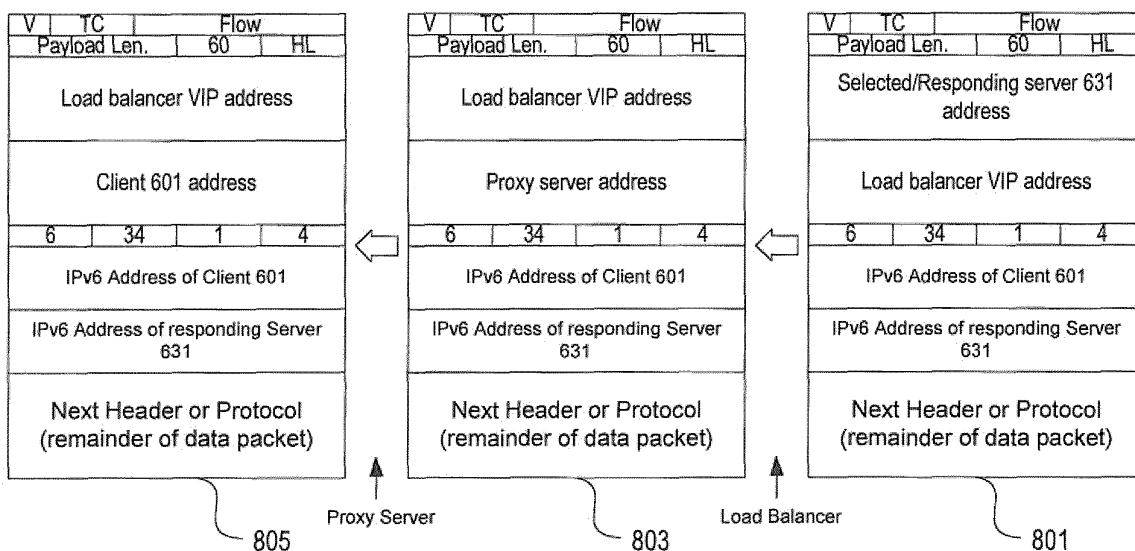 V TC Flow
Payload Len. 60 HL
Load balancer VIP address
Client 601 address
6 34 1 4
IPv6 Address of Client 601
IPv6 Address of responding Server
631
Next Header or Protocol
(remainder of data packet)
805
Proxy Server
V TC Flow
Payload Len. 60 HL
Load balancer VIP address
Proxy server address
6 34 1 4
IPv6 Address of Client 601
IPv6 Address of responding Server
631
Next Header or Protocol
(remainder of data packet)
803
Load Balancer
V TC Flow
Payload Len. 60 HL
Selected/Responding server 631
address
Load balancer VIP address
6 34 1 4
IPv6 Address of Client 601
IPv6 Address of responding Server
631
Next Header or Protocol
(remainder of data packet)
801